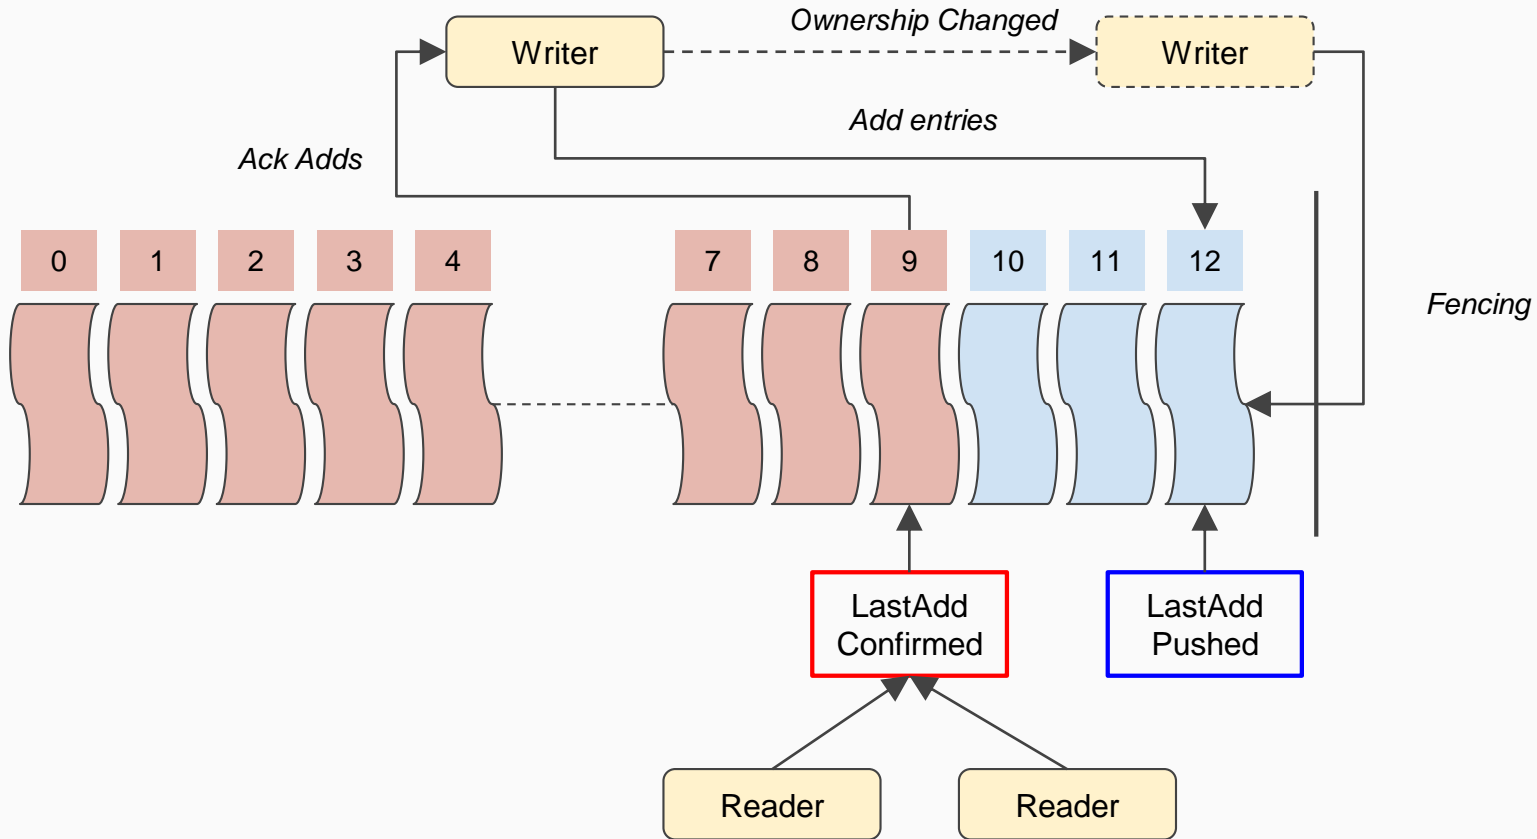 Ownership Changed
Writer
Writer
Add entries
Ack Adds
0 1 2 3 4 7 8 9 10 11 12
Fencing
LastAdd
Confirmed
LastAdd
Pushed
Reader
Reader